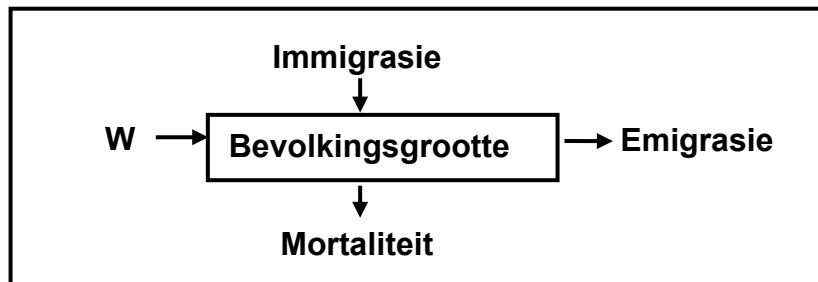 Immigrasie
W
Bevolkingsgrootte
Emigrasie
Mortaliteit